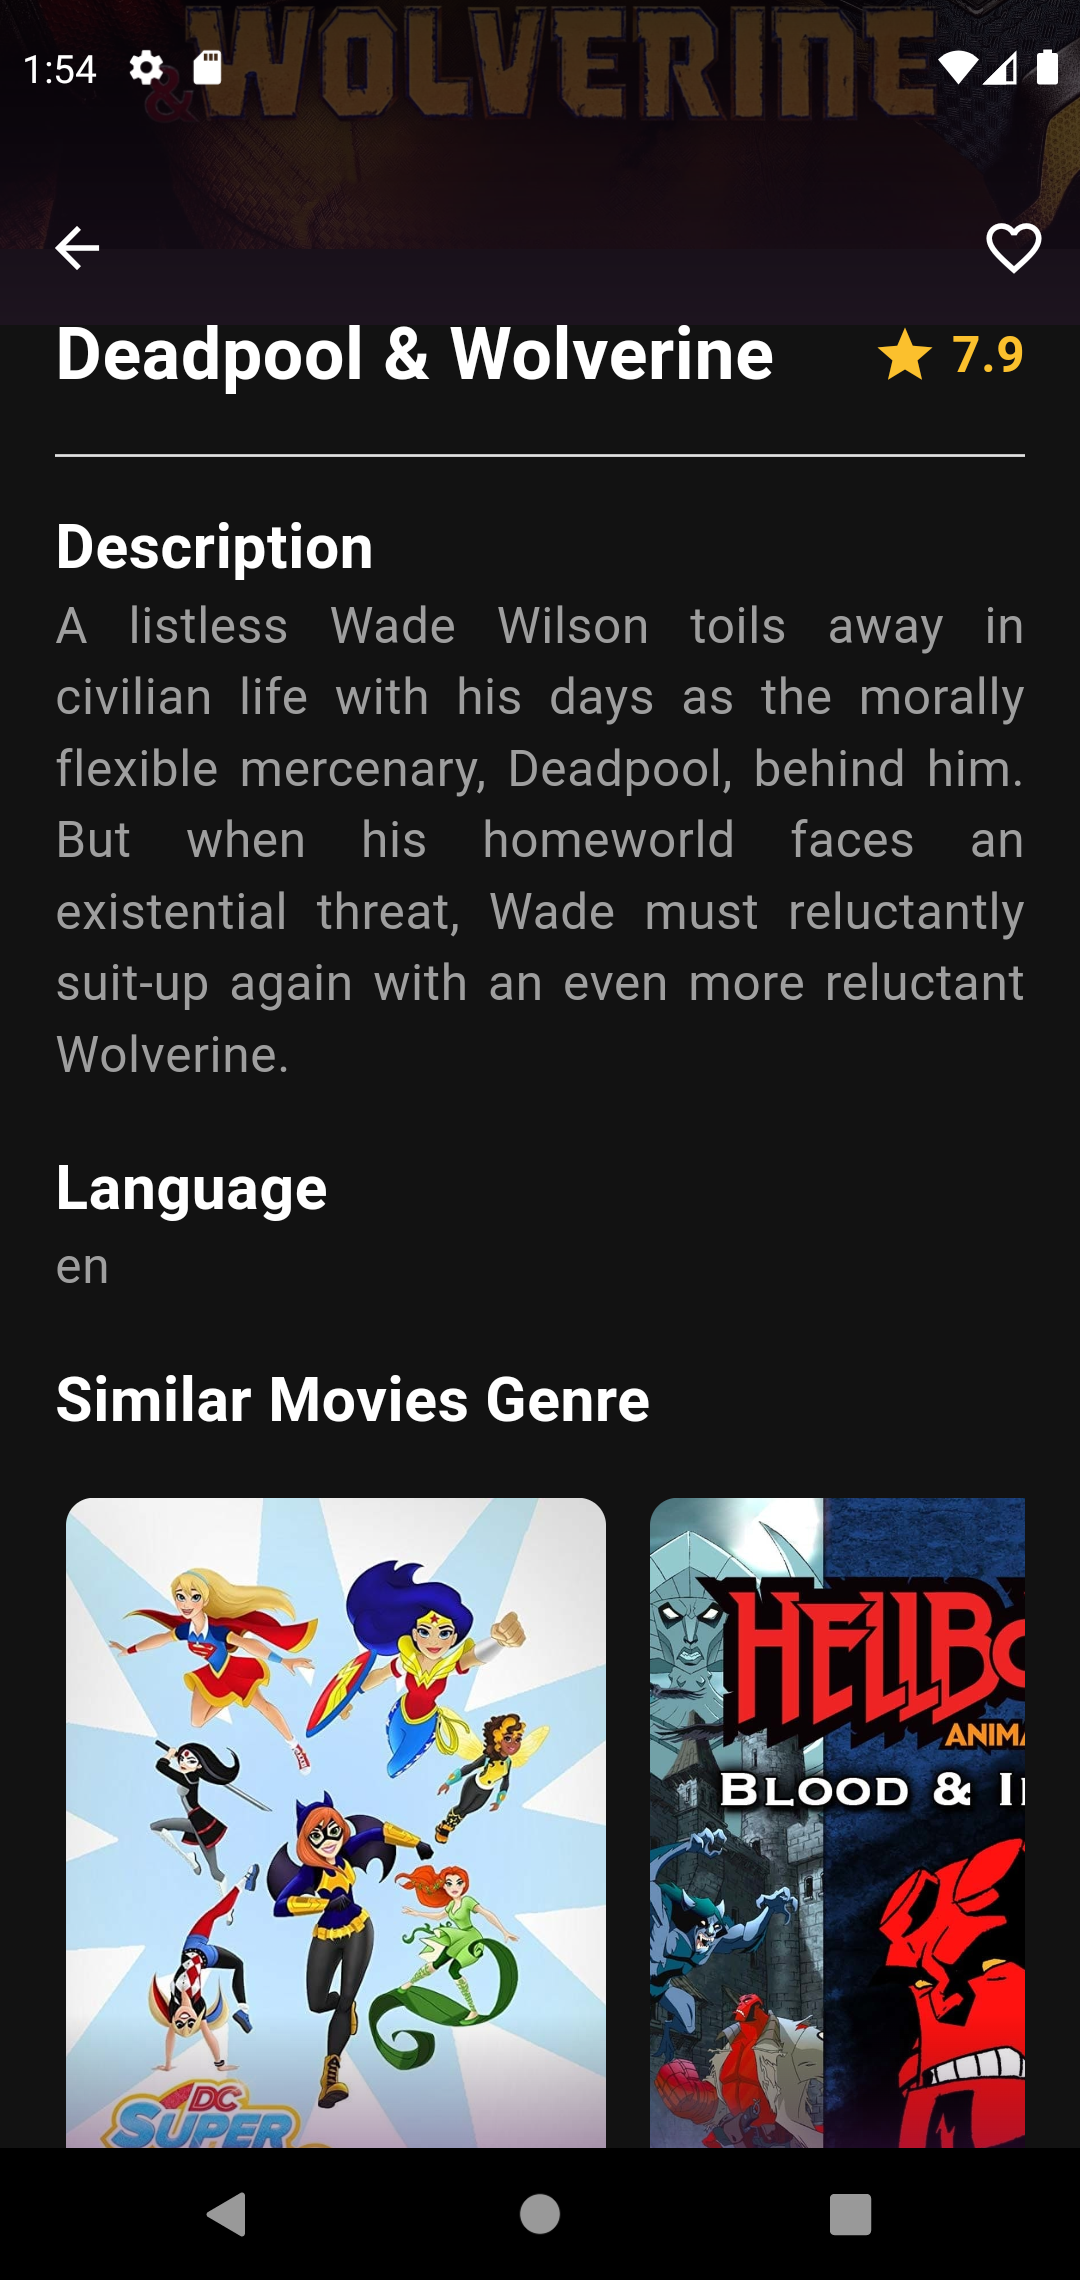 & WOLVERINE
1:54
Deadpool & Wolverine
7.9
Description
A listless Wade Wilson toils away in
civilian life with his days as the morally
flexible mercenary, Deadpool, behind him.
But when his homeworld faces an
existential threat, Wade must reluctantly
suit-up again with an even more reluctant
Wolverine.
Language
en
Similar Movies Genre
DC
SUPER
HELLBO
ANIMA
BLOOD & I